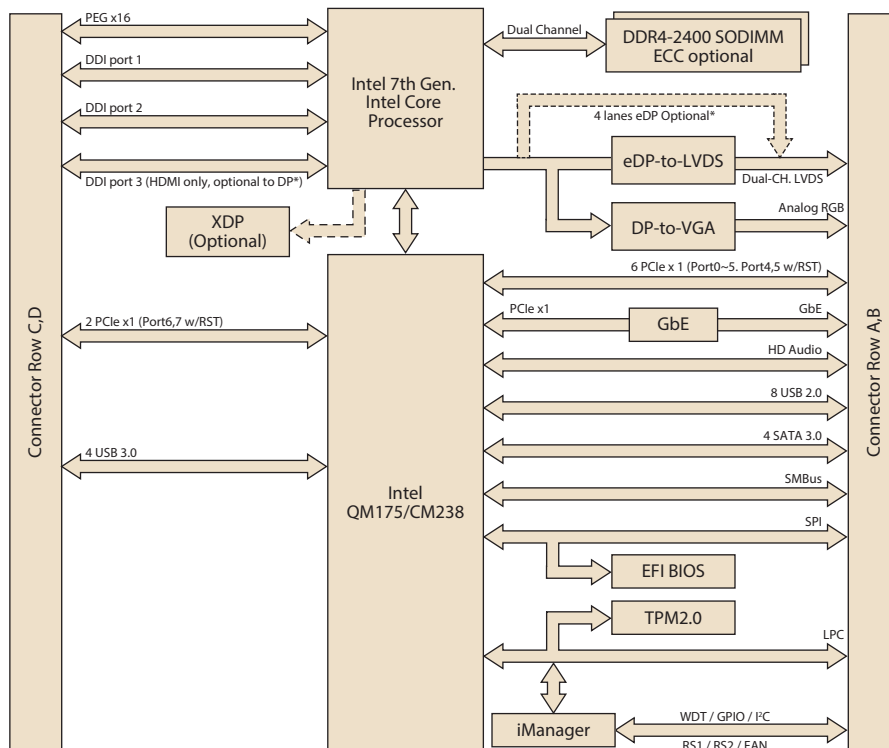 PEG x16
DDI port 1
DDI port 2
DDI port 3 (HDMI only, optional to DP*)
Intel 7th Gen.
Intel Core
Processor
Dual Channel
DDR4-2400 SODIMM
ECC optional
4 lanes eDP Optional*
eDP-to-LVDS
Dual-CH. LVDS
DP-to-VGA
Analog RGB
XDP
(Optional)
Connector Row C,D
Connector Row A,B
2 PCIe x1 (Port6,7 w/RST)
4 USB 3.0
Intel
QM175/CM238
6 PCIe x 1 (Port0~5. Port4,5 w/RST)
PCIe x1
GbE
GbE
HD Audio
8 USB 2.0
4 SATA 3.0
SMBus
SPI
EFI BIOS
TPM2.0
LPC
iManager
WDT / GPIO / I²C
RS1 / RS2 / FAN